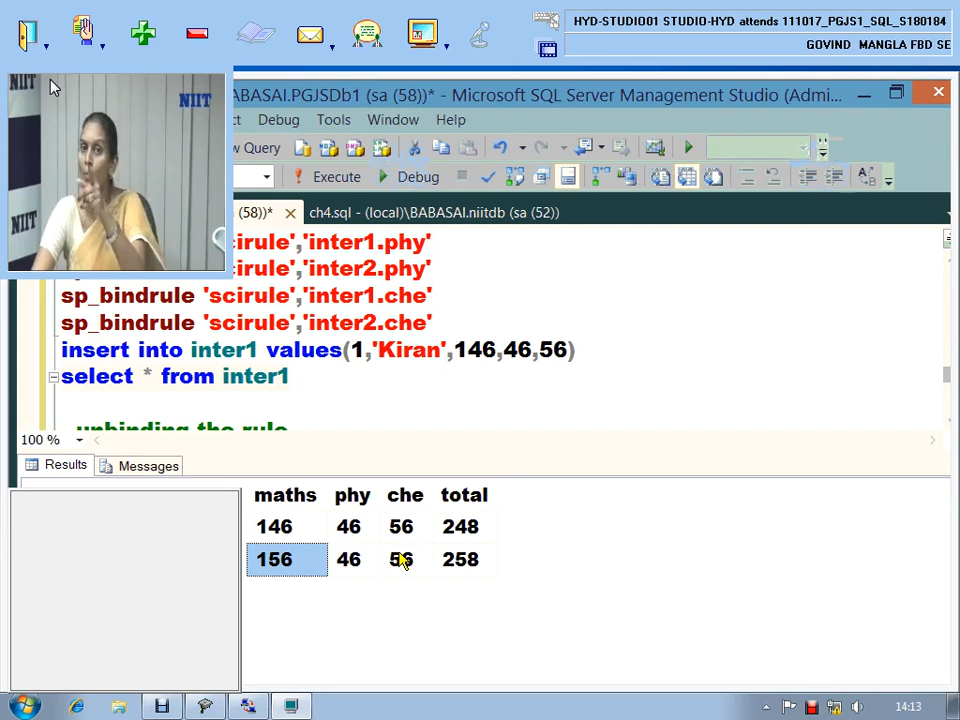 HYD-STUDIO01 STUDIO-HYD attends 111017_PGJS1_SQL_S180184
GOVIND MANGLA FBD SE
NIIT
NIIT
NIIT
BABASAI.PGJSDb1 (sa (58))* - Microsoft SQL Server Management Studio (Admi...
Debug Tools Window Help
Query
Execute Debug
(58))* ch4.sql - (local)\BABASAI.niitdb (sa (52))
'scirule','inter1.phy'
'scirule','inter2.phy'
sp_bindrule 'scirule','inter1.che'
sp_bindrule 'scirule','inter2.che'
insert into inter1 values(1,'Kiran',146,46,56)
select * from inter1
unbinding the rule
100 %
Results Messages
maths phy che total
146 46 56 248
156 46 56 258
14:13